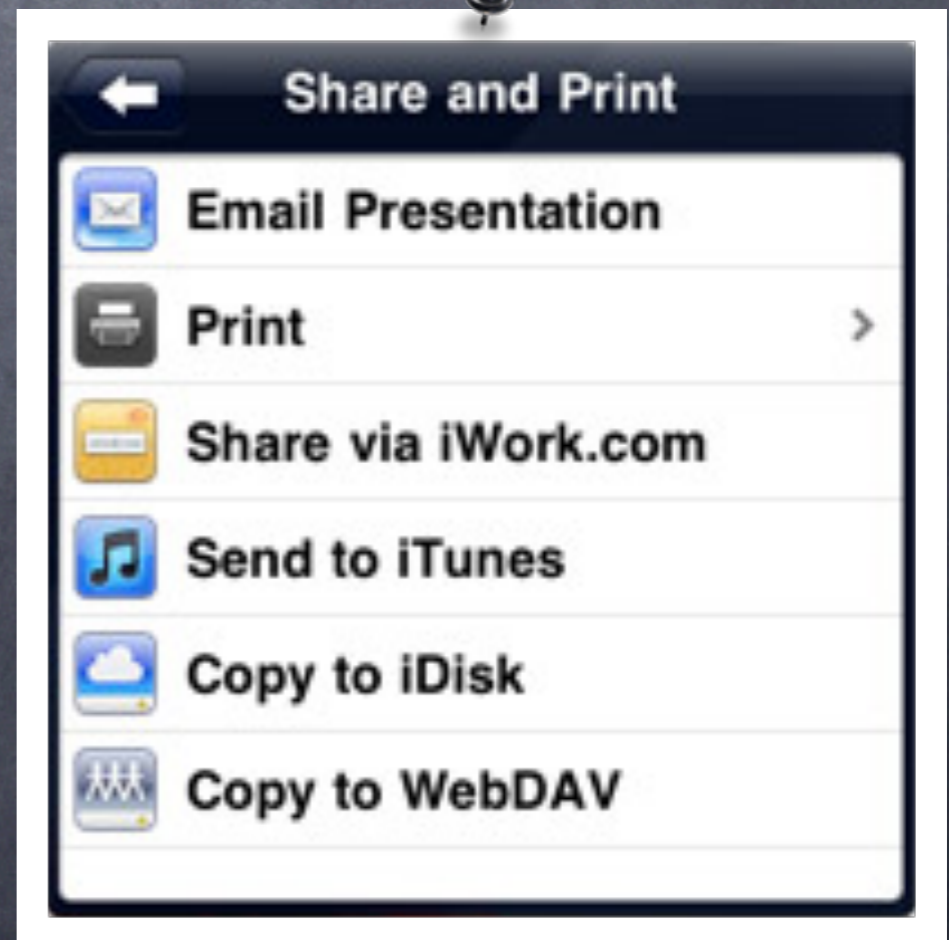 Share and Print
Email Presentation
Print
Share via iWork.com
Send to iTunes
Copy to iDisk
Copy to WebDAV